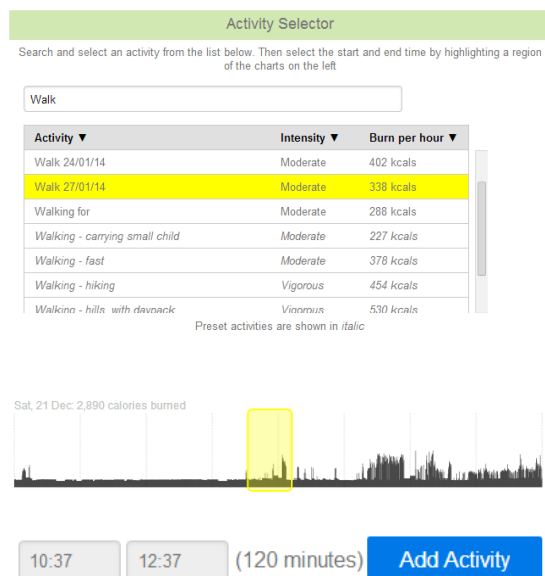 Activity Selector
Search and select an activity from the list below. Then select the start and end time by highlighting a region
of the charts on the left
Walk
Activity ▼ Intensity ▼ Burn per hour ▼
Walk 24/01/14 Moderate 402 kcals
Walk 27/01/14 Moderate 338 kcals
Walking for Moderate 288 kcals
Walking - carrying small child Moderate 227 kcals
Walking - fast Moderate 378 kcals
Walking - hiking Vigorous 454 kcals
Walking - hills, with daypack Vigorous 530 kcals
Preset activities are shown in italic
Sat, 21 Dec: 2,890 calories burned
10:37 12:37 (120 minutes) Add Activity